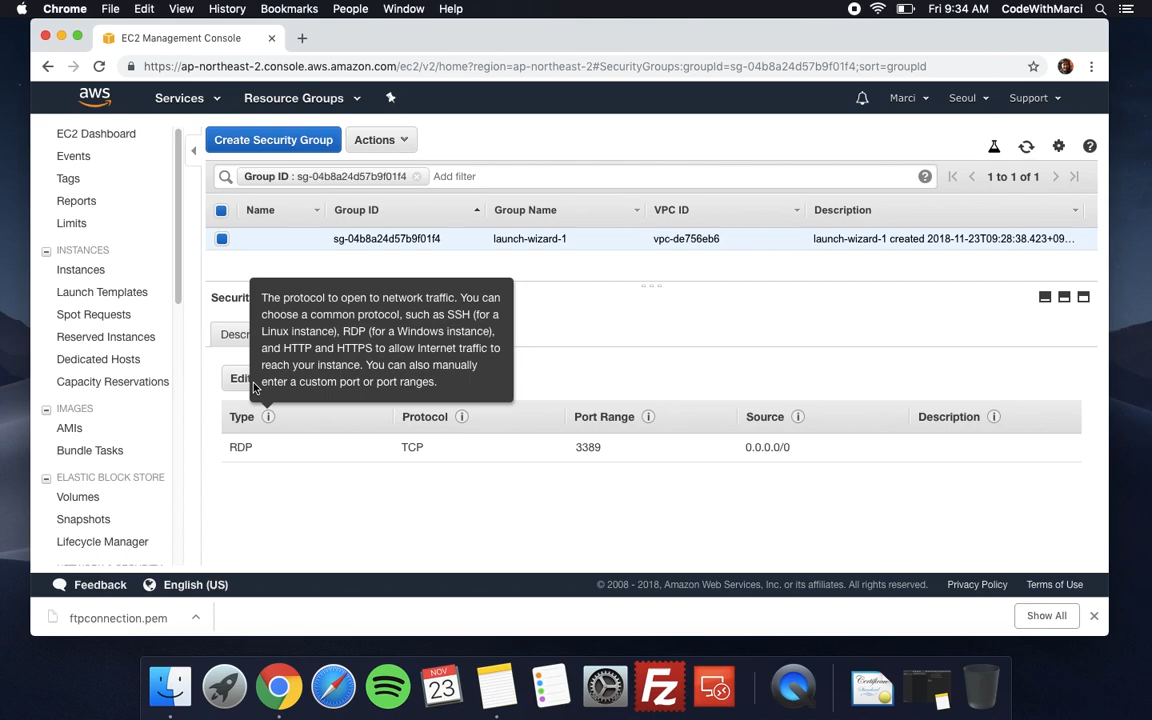 Chrome File Edit View History Bookmarks People Window Help Fri 9:34 AM CodeWithMarci
EC2 Management Console
https://ap-northeast-2.console.aws.amazon.com/ec2/v2/home?region=ap-northeast-2#SecurityGroups:groupId=sg-04b8a24d57b9f01f4;sort=groupId
aws Services Resource Groups Marci Seoul Support
EC2 Dashboard
Events
Tags
Reports
Limits
INSTANCES
Instances
Launch Templates
Spot Requests
Reserved Instances
Dedicated Hosts
Capacity Reservations
IMAGES
AMIs
Bundle Tasks
ELASTIC BLOCK STORE
Volumes
Snapshots
Lifecycle Manager
Create Security Group Actions
Group ID : sg-04b8a24d57b9f01f4 Add filter 1 to 1 of 1
Name Group ID Group Name VPC ID Description
sg-04b8a24d57b9f01f4 launch-wizard-1 vpc-de756eb6 launch-wizard-1 created 2018-11-23T09:28:38.423+09...
Securit
Descr
Edit
The protocol to open to network traffic. You can
choose a common protocol, such as SSH (for a
Linux instance), RDP (for a Windows instance),
and HTTP and HTTPS to allow Internet traffic to
reach your instance. You can also manually
enter a custom port or port ranges.
Type Protocol Port Range Source Description
RDP TCP 3389 0.0.0.0/0
Feedback English (US) © 2008 - 2018, Amazon Web Services, Inc. or its affiliates. All rights reserved. Privacy Policy Terms of Use
ftpconnection.pem Show All
NOV
23
Fz